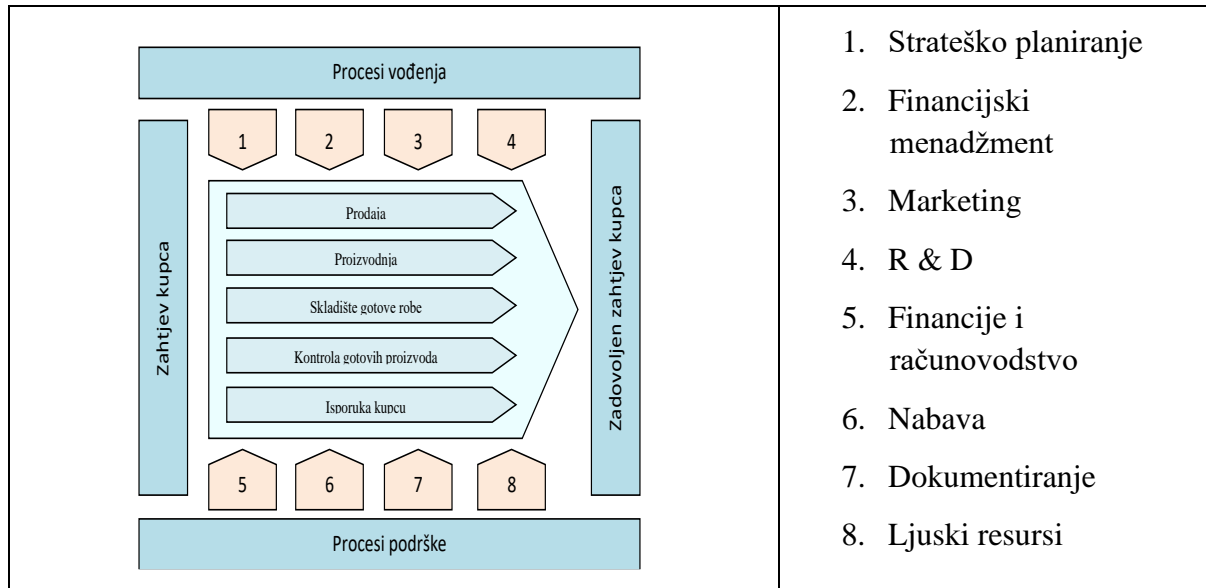 Procesi vođenja
1
2
3
4
Zahtjev kupca
Prodaja
Proizvodnja
Skladište gotove robe
Kontrola gotovih proizvoda
Isporuka kupcu
Zadovoljen zahtjev kupca
5
6
7
8
Procesi podrške
1. Strateško planiranje
2. Financijski
menadžment
3. Marketing
4. R & D
5. Financije i
računovodstvo
6. Nabava
7. Dokumentiranje
8. Ljuski resursi